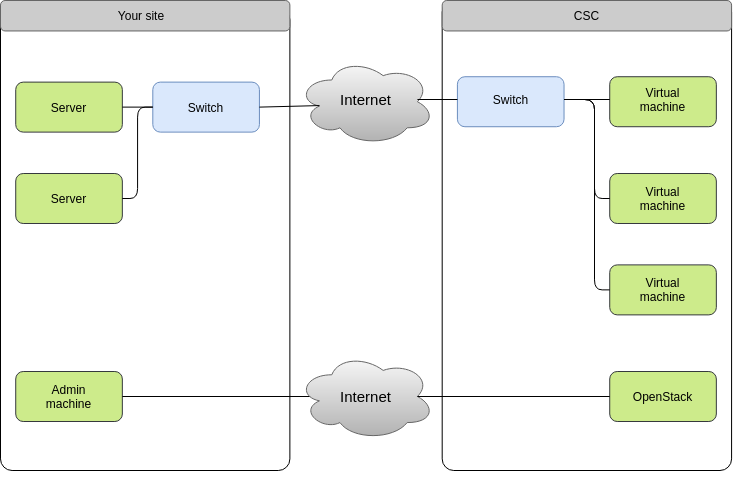 Your site
CSC
Server
Switch
Internet
Switch
Virtual
machine
Server
Virtual
machine
Virtual
machine
Admin
machine
Internet
OpenStack